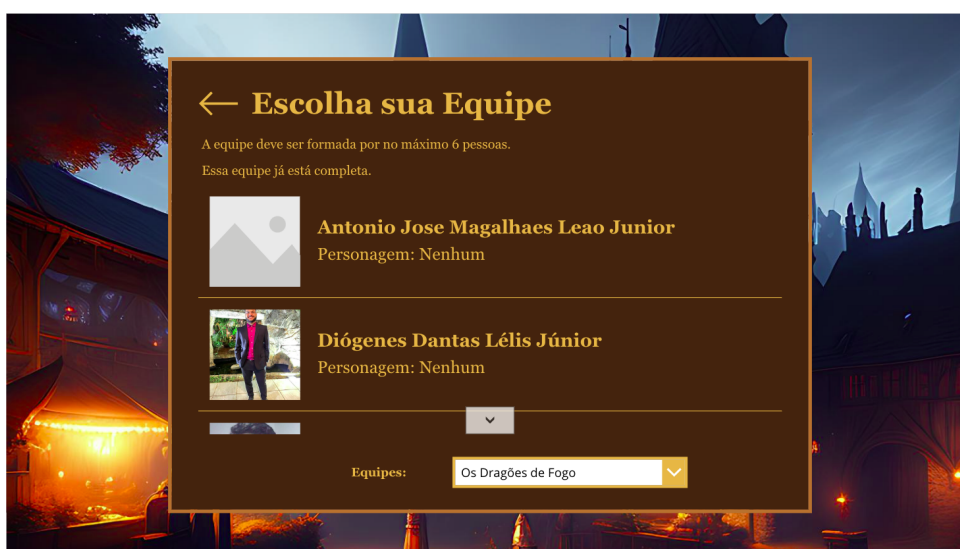 Escolha sua Equipe
A equipe deve ser formada por no máximo 6 pessoas.
Essa equipe já está completa.
Antonio Jose Magalhaes Leao Junior
Personagem: Nenhum
Diógenes Dantas Lélis Júnior
Personagem: Nenhum
Equipes:
Os Dragões de Fogo